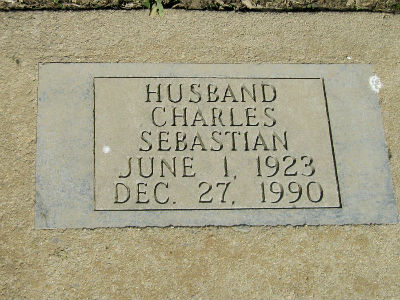 HUSBAND
CHARLES
SEBASTIAN
JUNE 1, 1923
DEC. 27, 1990